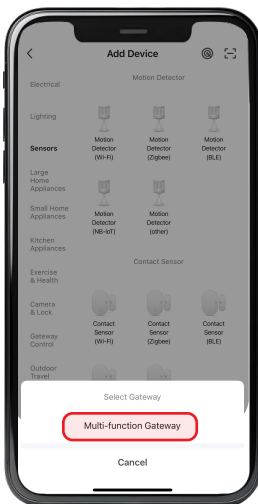 Add Device
Electrical
Lighting
Sensors
Large
Home
Appliances
Small Home
Appliances
Kitchen
Appliances
Exercise
& Health
Camera
& Lock
Gateway
Control
Outdoor
Travel
Motion Detector
Motion
Detector
(Wi-Fi)
Motion
Detector
(Zigbee)
Motion
Detector
(BLE)
Motion
Detector
(NB-IoT)
Motion
Detector
(other)
Contact Sensor
Contact
Sensor
(Wi-Fi)
Contact
Sensor
(Zigbee)
Contact
Sensor
(BLE)
Select Gateway
Multi-function Gateway
Cancel